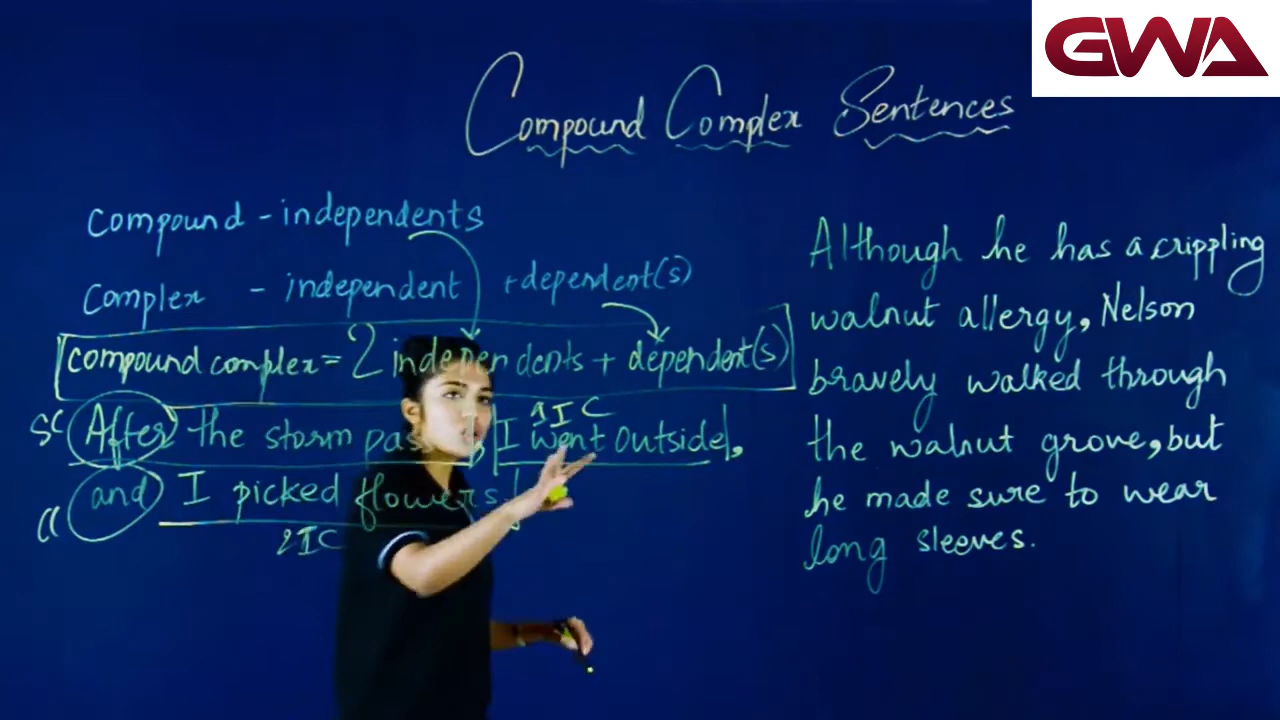 GWA
Compound Complex Sentences
compound - independents
complex - independent + dependent(s)
compound complex = 2 independents + dependent(s)
1 I C
SC After the storm passed, I went outside,
CC and I picked flowers.
2 I C
Although he has a crippling
walnut allergy, Nelson
bravely walked through
the walnut grove, but
he made sure to wear
long sleeves.